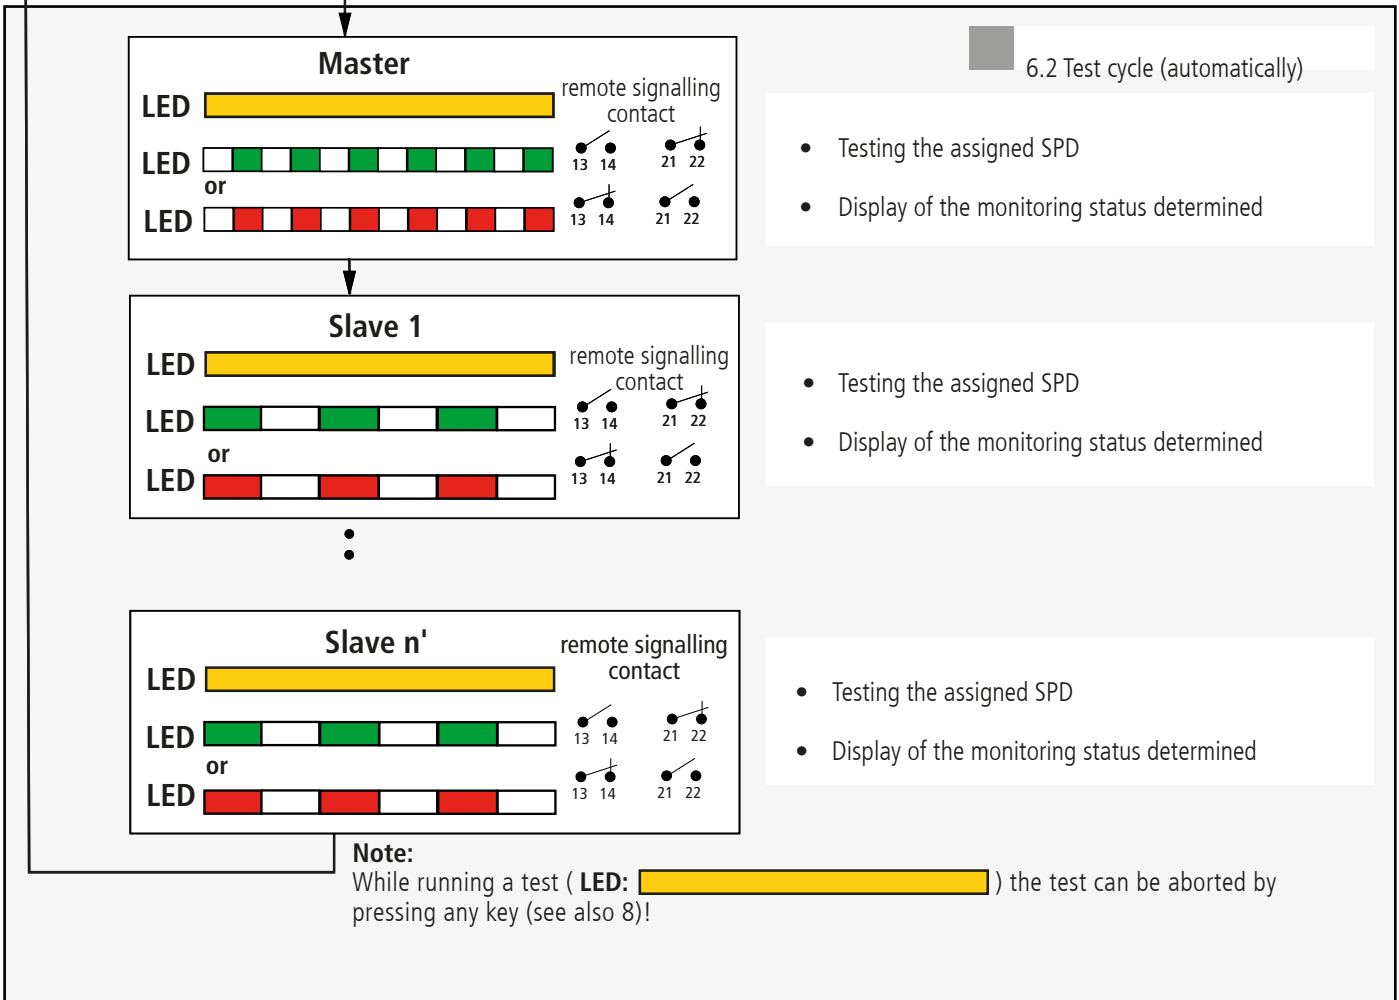 6.2 Test cycle (automatically)
Master
remote signalling
contact
LED
LED
13 14 21 22
or
LED
13 14 21 22
• Testing the assigned SPD
• Display of the monitoring status determined
Slave 1
remote signalling
contact
LED
LED
13 14 21 22
or
LED
13 14 21 22
• Testing the assigned SPD
• Display of the monitoring status determined
Slave n'
remote signalling
contact
LED
LED
13 14 21 22
or
LED
13 14 21 22
• Testing the assigned SPD
• Display of the monitoring status determined
Note:
While running a test ( LED: ) the test can be aborted by
pressing any key (see also 8)!